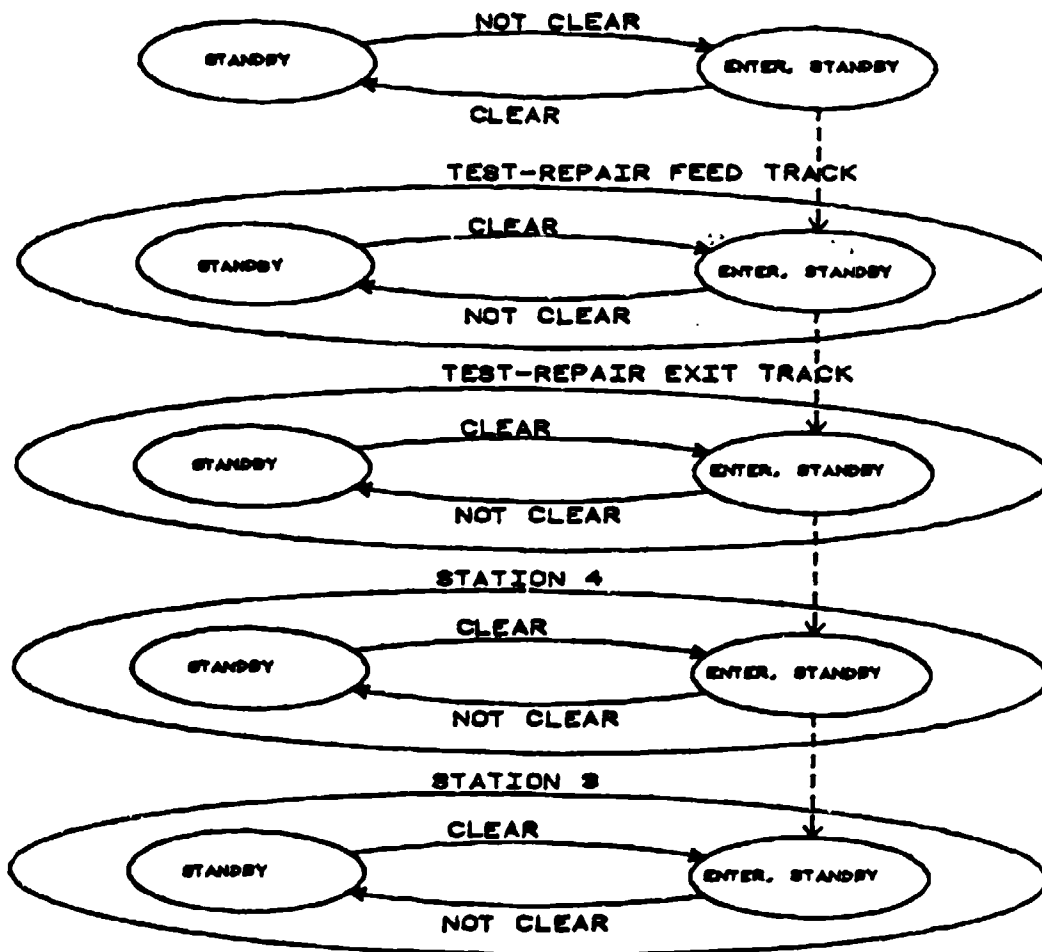 NOT CLEAR
STANDBY
ENTER, STANDBY
CLEAR
TEST-REPAIR FEED TRACK
CLEAR
STANDBY
ENTER, STANDBY
NOT CLEAR
TEST-REPAIR EXIT TRACK
CLEAR
STANDBY
ENTER, STANDBY
NOT CLEAR
STATION 4
CLEAR
STANDBY
ENTER, STANDBY
NOT CLEAR
STATION 3
CLEAR
STANDBY
ENTER, STANDBY
NOT CLEAR